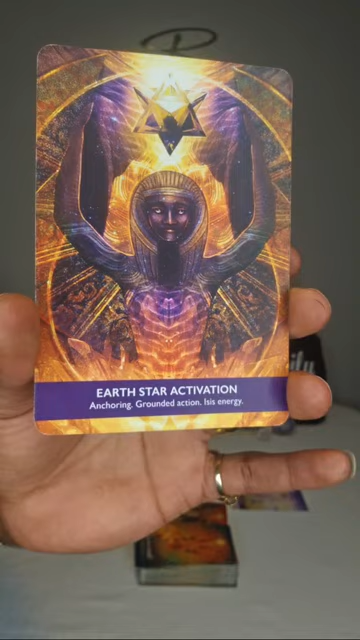 EARTH STAR ACTIVATION
Anchoring. Grounded action. Isis energy.